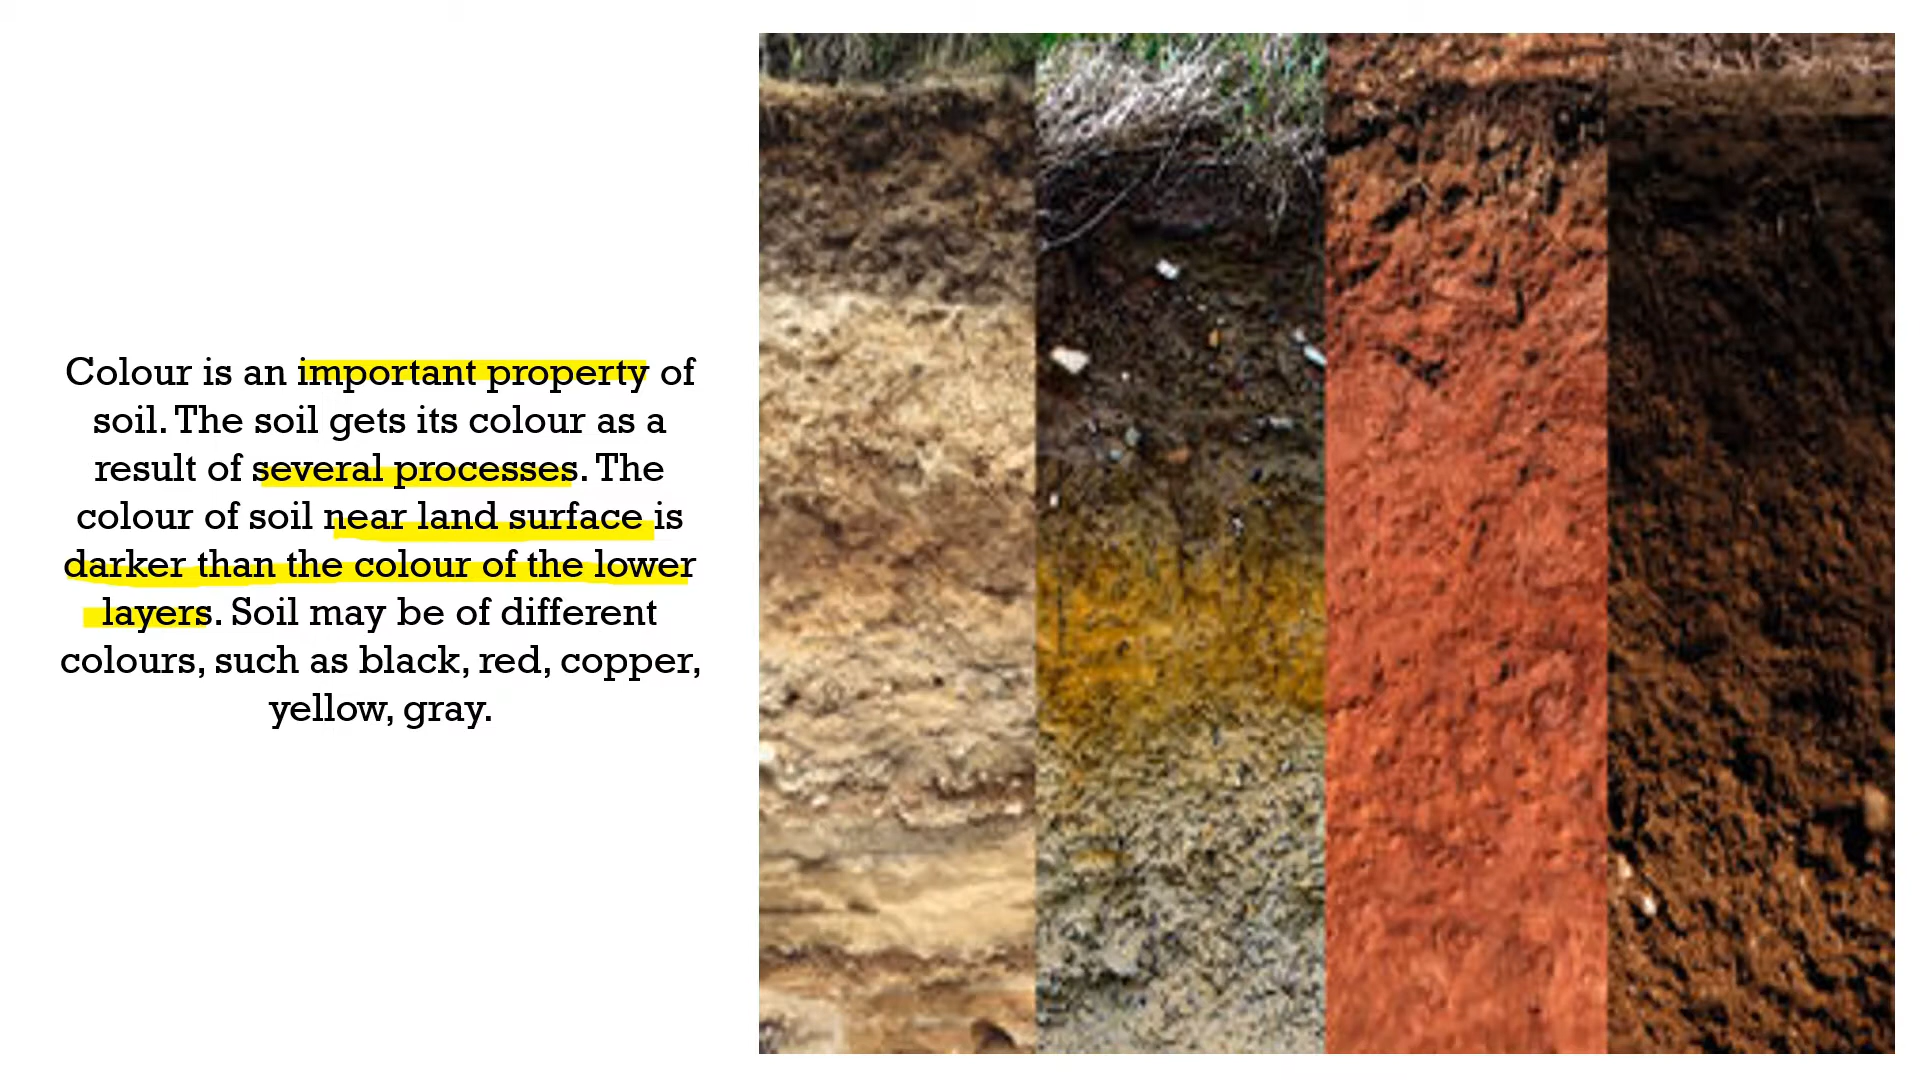 Colour is an important property of
soil. The soil gets its colour as a
result of several processes. The
colour of soil near land surface is
darker than the colour of the lower
layers. Soil may be of different
colours, such as black, red, copper,
yellow, gray.